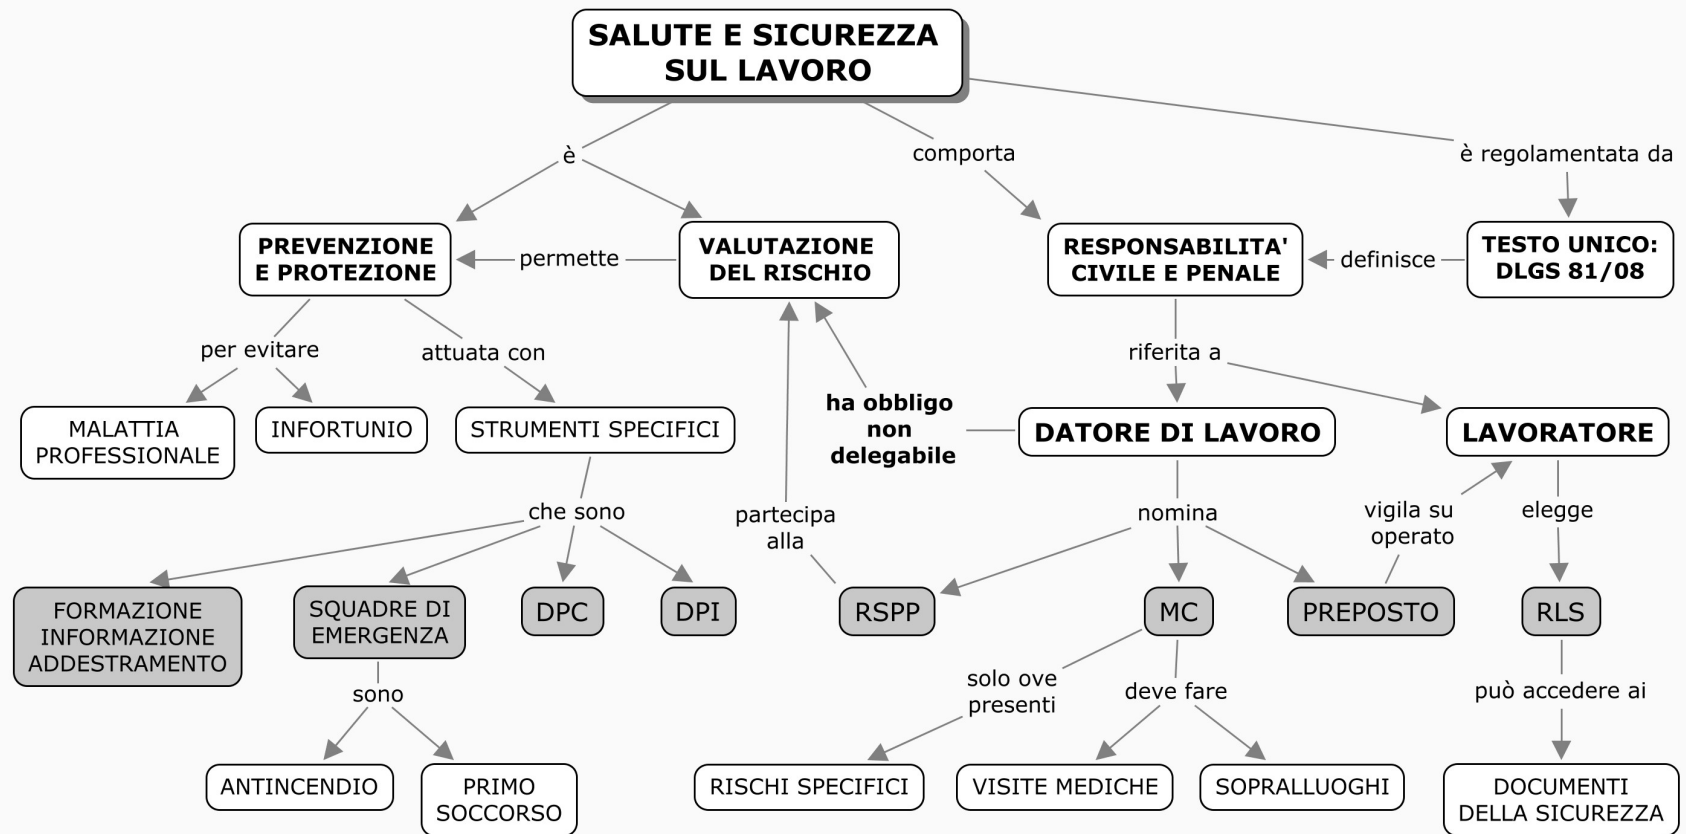 SALUTE E SICUREZZA
SUL LAVORO
è
comporta
è regolamentata da
PREVENZIONE
E PROTEZIONE
permette
VALUTAZIONE
DEL RISCHIO
RESPONSABILITA'
CIVILE E PENALE
definisce
TESTO UNICO:
DLGS 81/08
per evitare
attuata con
riferita a
MALATTIA
PROFESSIONALE
INFORTUNIO
STRUMENTI SPECIFICI
ha obbligo
non
delegabile
DATORE DI LAVORO
LAVORATORE
che sono
partecipa
alla
nomina
vigila su
operato
elegge
FORMAZIONE
INFORMAZIONE
ADDESTRAMENTO
SQUADRE DI
EMERGENZA
DPC
DPI
RSPP
MC
PREPOSTO
RLS
sono
solo ove
presenti
deve fare
può accedere ai
ANTINCENDIO
PRIMO
SOCCORSO
RISCHI SPECIFICI
VISITE MEDICHE
SOPRALLUOGHI
DOCUMENTI
DELLA SICUREZZA